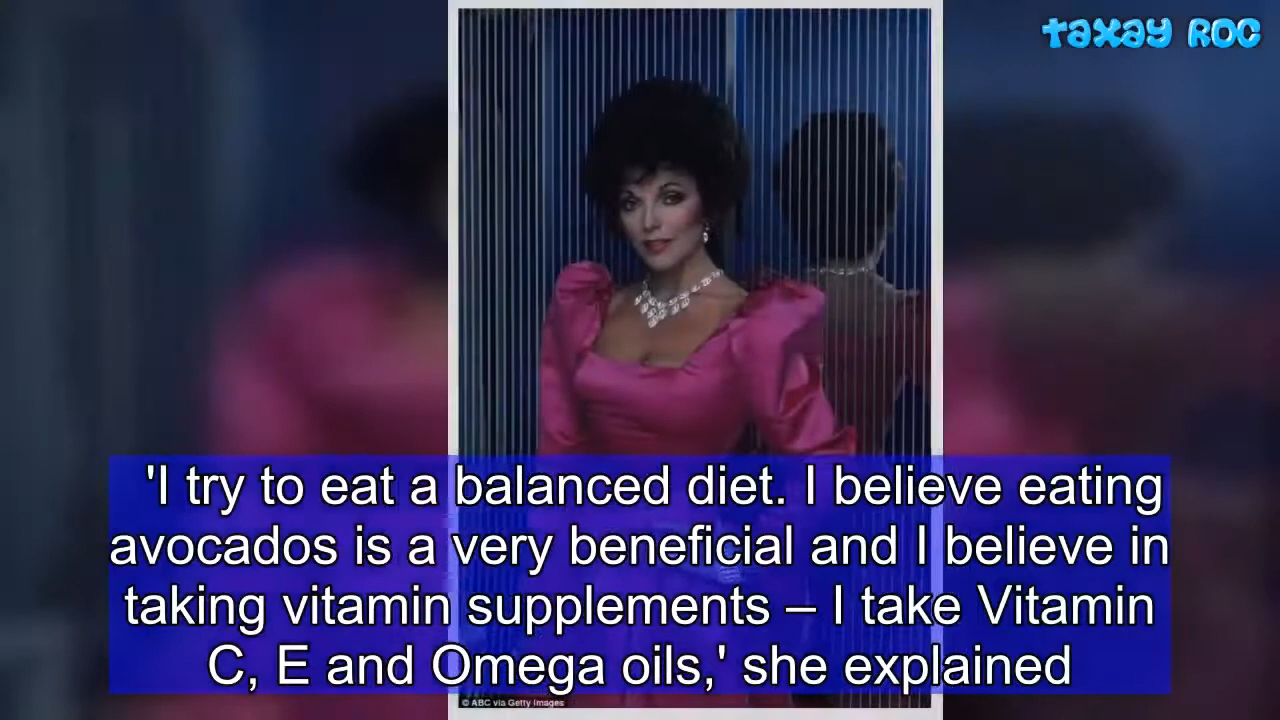 TAXAY ROC
'I try to eat a balanced diet. I believe eating
avocados is a very beneficial and I believe in
taking vitamin supplements – I take Vitamin
C, E and Omega oils,' she explained
© ABC via Getty Images